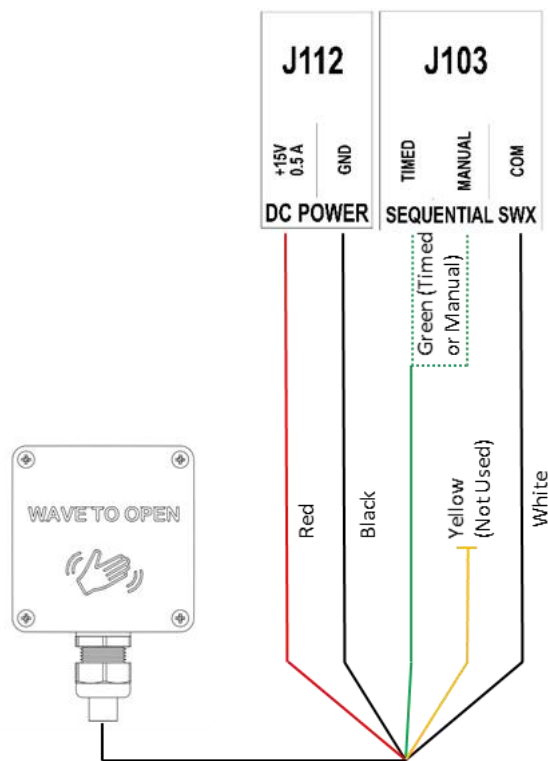 J112
J103
+15V
0.5 A
GND
TIMED
MANUAL
COM
DC POWER
SEQUENTIAL SWX
Green (Timed
or Manual)
Red
Black
Yellow
(Not Used)
White
WAVE TO OPEN